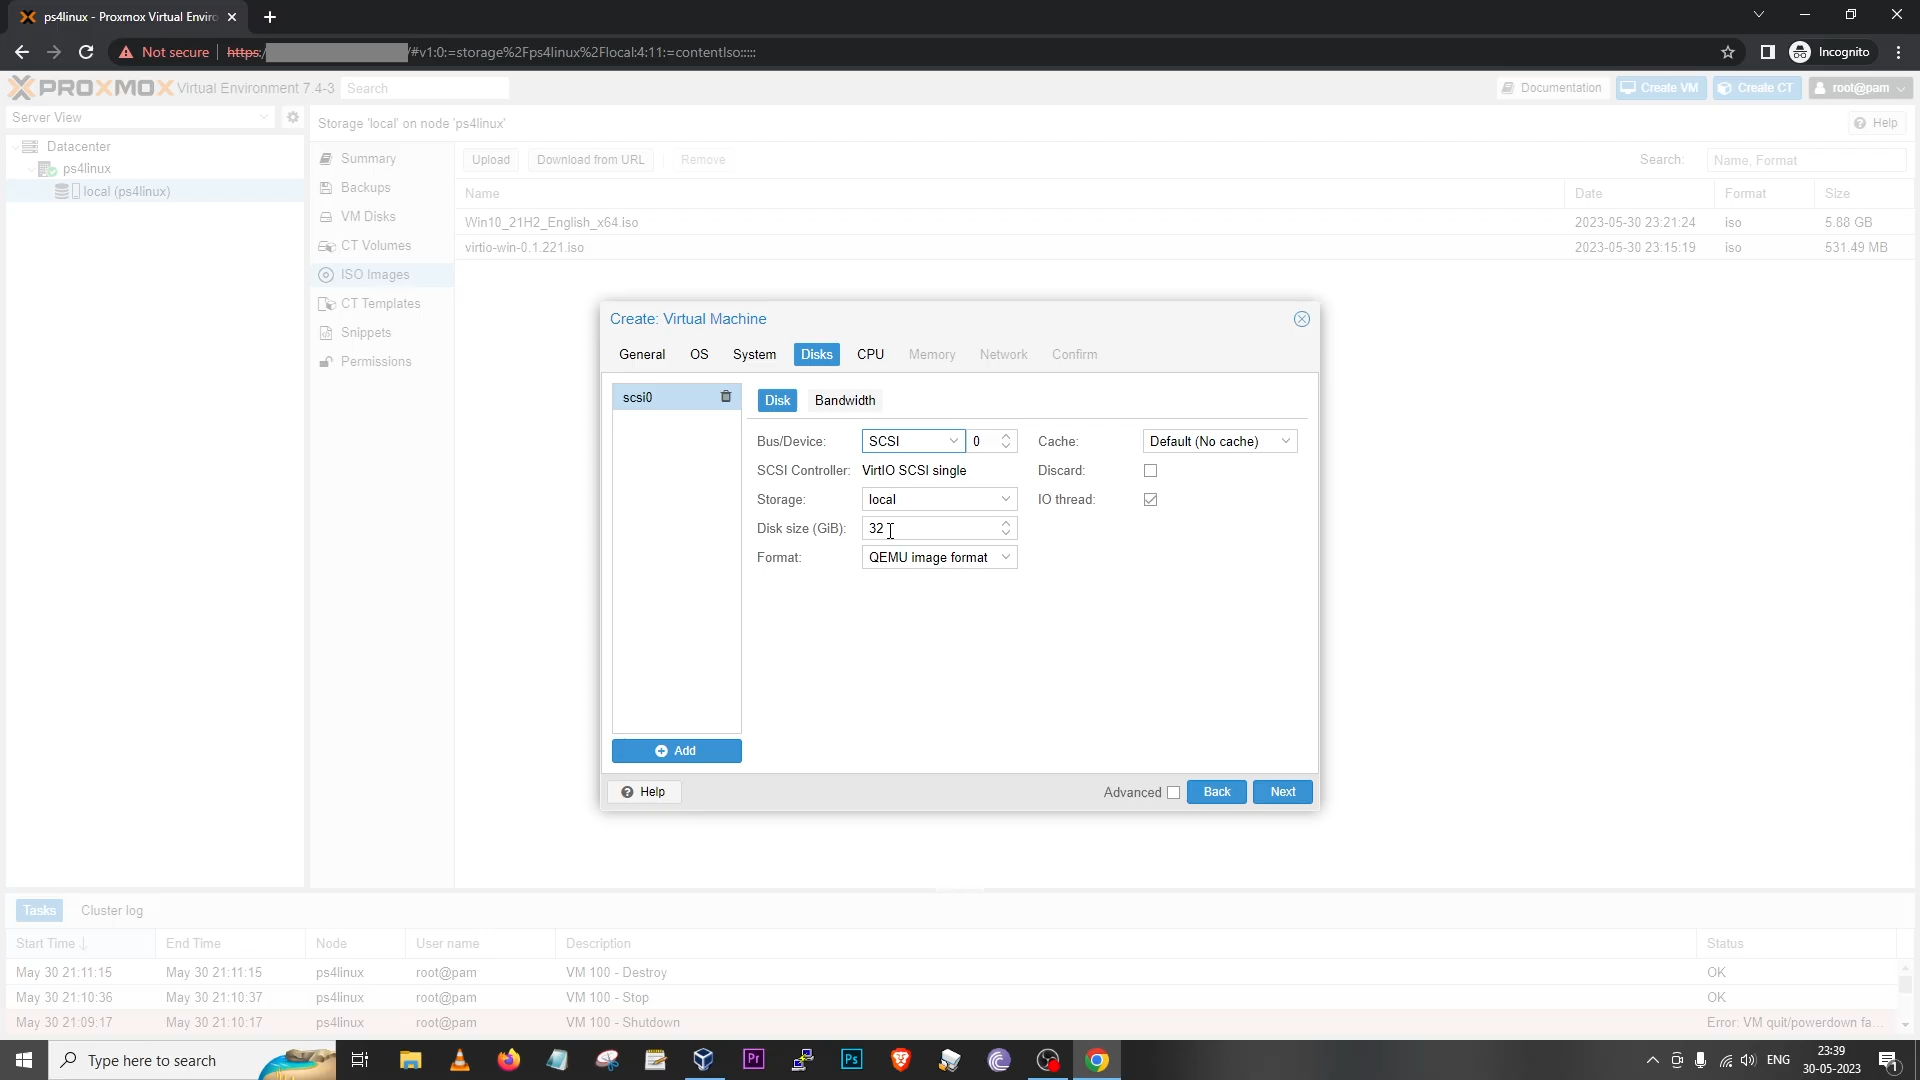 ps4linux - Proxmox Virtual Enviro
Not secure https:/ /#v1:0:=storage%2Fps4linux%2Flocal:4:11:=contentIso:::::
Incognito
PROXMOX Virtual Environment 7.4-3 Search
Documentation Create VM Create CT root@pam
Server View
Storage 'local' on node 'ps4linux'
Help
Datacenter
ps4linux
local (ps4linux)
Summary
Backups
VM Disks
CT Volumes
ISO Images
CT Templates
Snippets
Permissions
Upload Download from URL Remove Search: Name, Format
Name Date Format Size
Win10_21H2_English_x64.iso 2023-05-30 23:21:24 iso 5.88 GB
virtio-win-0.1.221.iso 2023-05-30 23:15:19 iso 531.49 MB
Create: Virtual Machine
General OS System Disks CPU Memory Network Confirm
scsi0
Disk Bandwidth
Bus/Device: SCSI 0 Cache: Default (No cache)
SCSI Controller: VirtIO SCSI single Discard:
Storage: local IO thread:
Disk size (GiB): 32
Format: QEMU image format
Add
Help Advanced Back Next
Tasks Cluster log
Start Time End Time Node User name Description Status
May 30 21:11:15 May 30 21:11:15 ps4linux root@pam VM 100 - Destroy OK
May 30 21:10:36 May 30 21:10:37 ps4linux root@pam VM 100 - Stop OK
May 30 21:09:17 May 30 21:10:17 ps4linux root@pam VM 100 - Shutdown Error: VM quit/powerdown fa...
Type here to search
Pr
Ps
ENG
23:39
30-05-2023
1